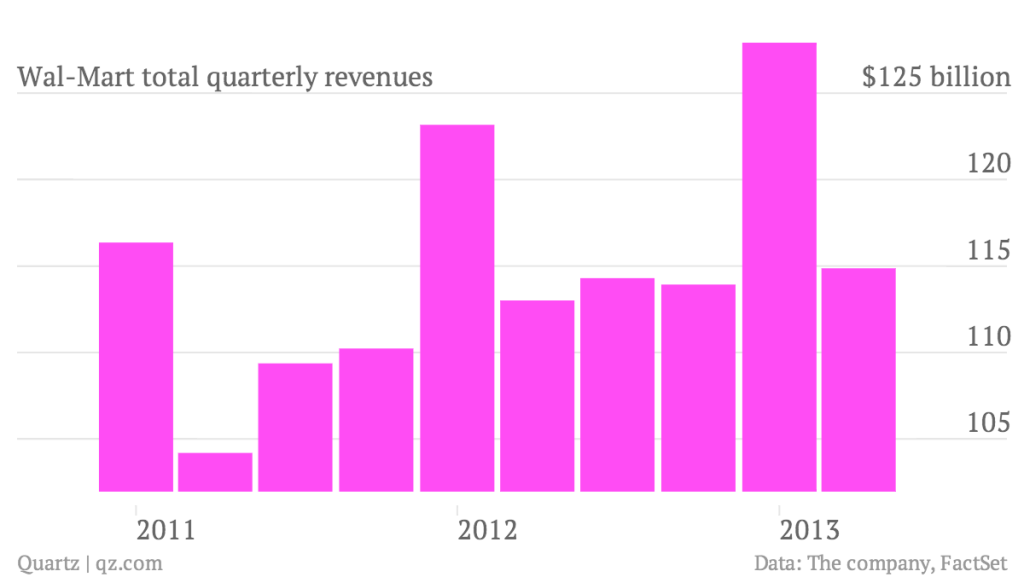 Wal-Mart total quarterly revenues
$125 billion
120
115
110
105
2011 2012 2013
Quartz | qz.com
Data: The company, FactSet